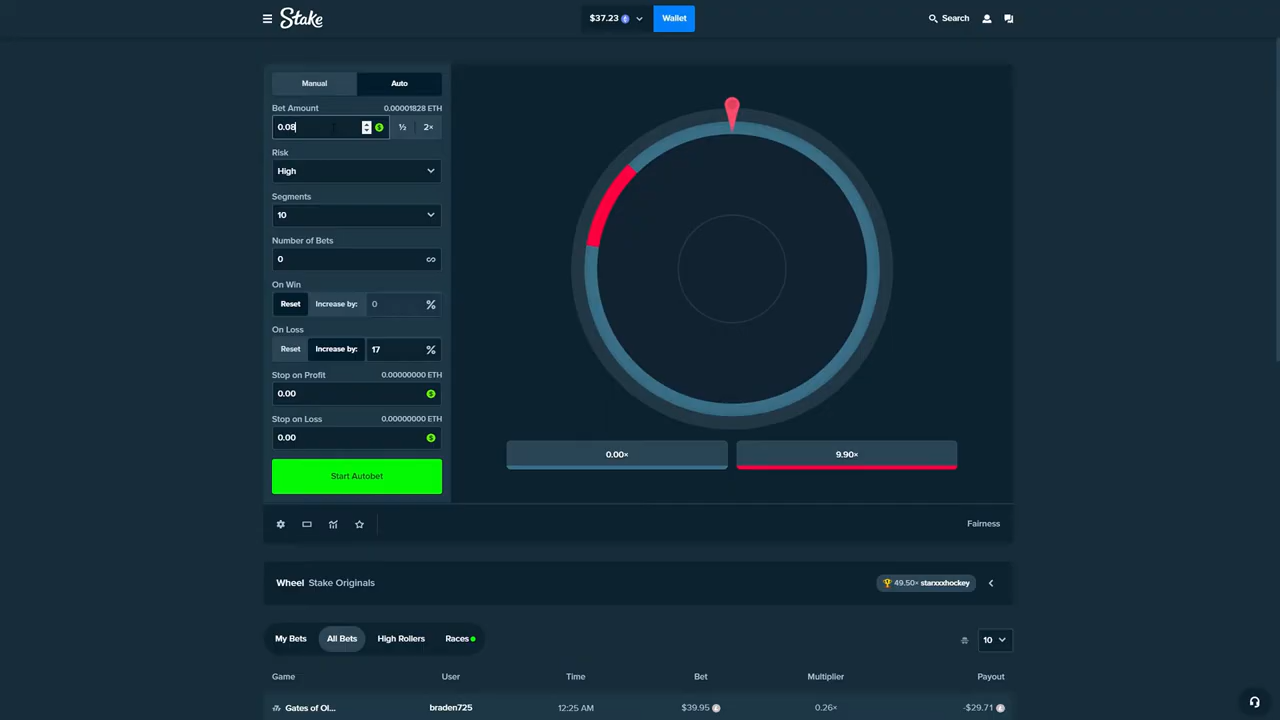 Stake
$37.23
Wallet
Search
Manual
Auto
Bet Amount
0.00001828 ETH
0.08
½
2×
Risk
High
Segments
10
Number of Bets
0
On Win
Reset
Increase by:
0
%
On Loss
Reset
Increase by:
17
%
Stop on Profit
0.00000000 ETH
0.00
Stop on Loss
0.00000000 ETH
0.00
Start Autobet
0.00×
9.90×
Fairness
Wheel
Stake Originals
49.50× starxxxhockey
My Bets
All Bets
High Rollers
Races
10
Game
User
Time
Bet
Multiplier
Payout
Gates of Ol...
braden725
12:25 AM
$39.95
0.26×
-$29.71